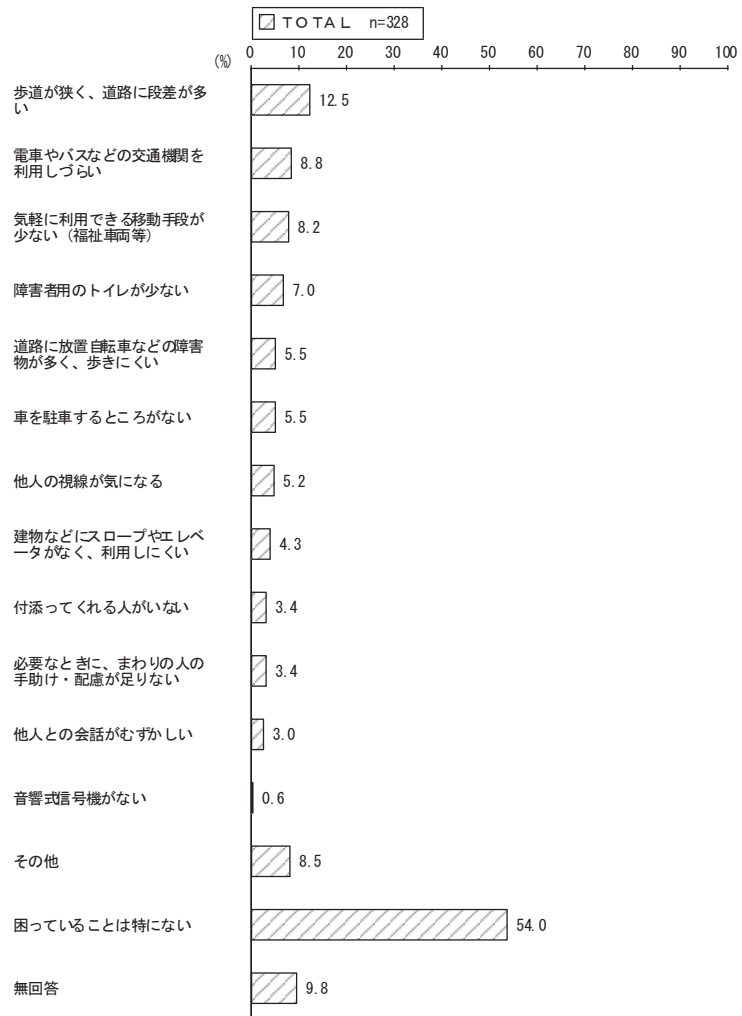 TOTAL n=328
(%)
0 10 20 30 40 50 60 70 80 90 100
歩道が狭く、道路に段差が多
い
12.5
電車やバスなどの交通機関を
利用しづらい
8.8
気軽に利用できる移動手段が
少ない（福祉車両等）
8.2
障害者用のトイレが少ない
7.0
道路に放置自転車などの障害
物が多く、歩きにくい
5.5
車を駐車するところがない
5.5
他人の視線が気になる
5.2
建物などにスロープやエレベ
ータがなく、利用しにくい
4.3
付添ってくれる人がいない
3.4
必要なときに、まわりの人の
手助け・配慮が足りない
3.4
他人との会話がむずかしい
3.0
音響式信号機がない
0.6
その他
8.5
困っていることは特にない
54.0
無回答
9.8